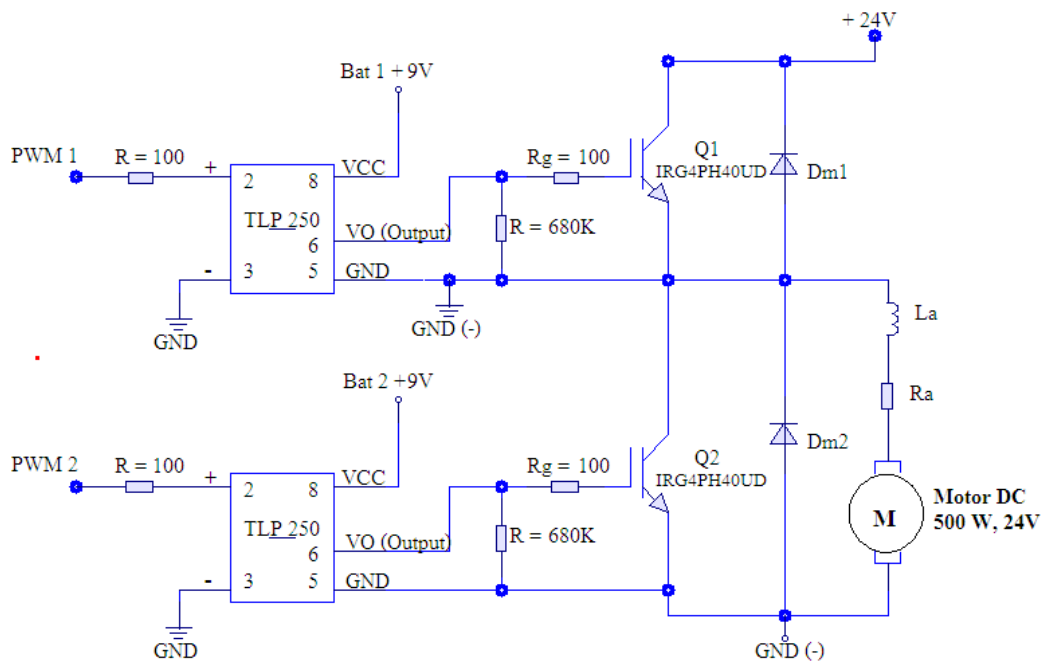 + 24V
Bat 1 +9V
PWM 1
R = 100
+
2
8
VCC
Rg = 100
Q1
IRG4PH40UD
Dm1
TLP 250
6
VO (Output)
R = 680K
-
3
5
GND
GND
GND (-)
La
Bat 2 +9V
Ra
PWM 2
R = 100
+
2
8
VCC
Rg = 100
Q2
IRG4PH40UD
Dm2
Motor DC
500 W, 24V
M
TLP 250
6
VO (Output)
R = 680K
-
3
5
GND
GND
GND (-)